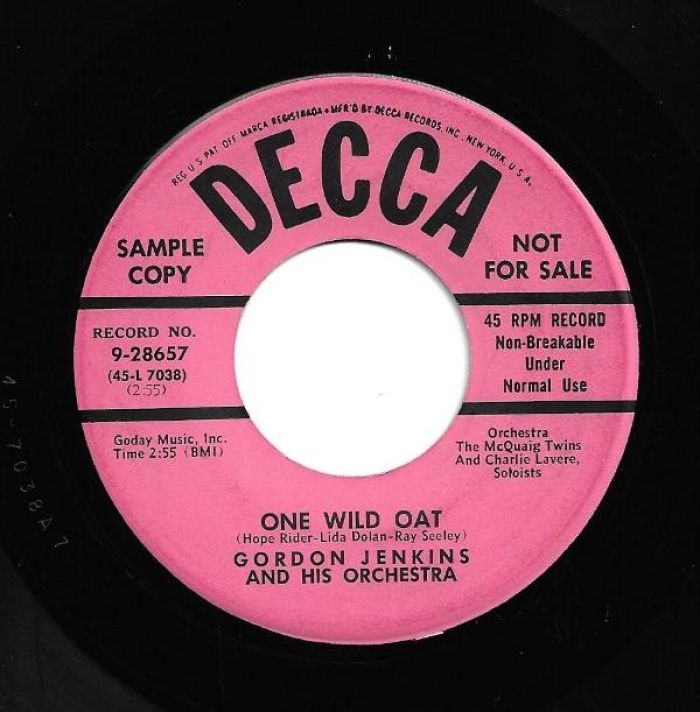 REG U S PAT. OFF. MARCA REGISTRADA • MFR'D BY DECCA RECORDS, INC., NEW YORK, U.S.A.
DECCA
SAMPLE
COPY
NOT
FOR SALE
RECORD NO.
9-28657
(45-L 7038)
(2:55)
45 RPM RECORD
Non-Breakable
Under
Normal Use
Goday Music, Inc.
Time 2:55 (BMI)
Orchestra
The McQuaig Twins
And Charlie Lavere,
Soloists
ONE WILD OAT
(Hope Rider-Lida Dolan-Ray Seeley)
GORDON JENKINS
AND HIS ORCHESTRA
45-7038A7